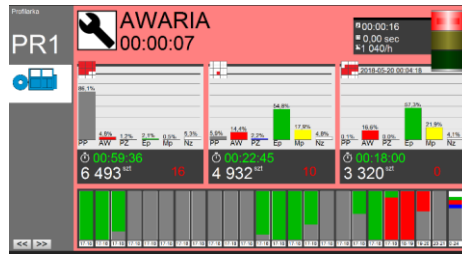 Profilarka
PR1
AWARIA
00:00:07
00:00:16
0,00 sec
1 040/h
2018-05-20 00:04:18
86,1%
4,8%
1,2%
2,1%
0,5%
5,3%
PP AW PZ Ep Mp Nz
00:59:36
6 493 szt
16
5,8%
14,4%
2,2%
54,8%
17,8%
4,8%
PP AW PZ Ep Mp Nz
00:22:45
4 932 szt
10
0,1%
16,6%
0,0%
57,3%
21,9%
4,1%
PP AW PZ Ep Mp Nz
00:18:00
3 320 szt
0
<< >>